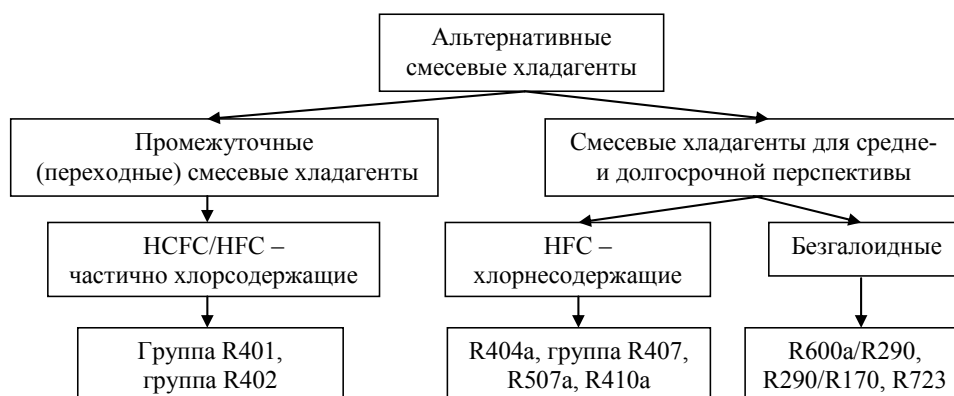 Альтернативные
смесевые хладагенты
Промежуточные
(переходные) смесевые хладагенты
Смесевые хладагенты для средне-
и долгосрочной перспективы
HCFC/HFC –
частично хлорсодержащие
HFC –
хлорнесодержащие
Безгалоидные
Группа R401,
группа R402
R404a, группа R407,
R507a, R410a
R600a/R290,
R290/R170, R723